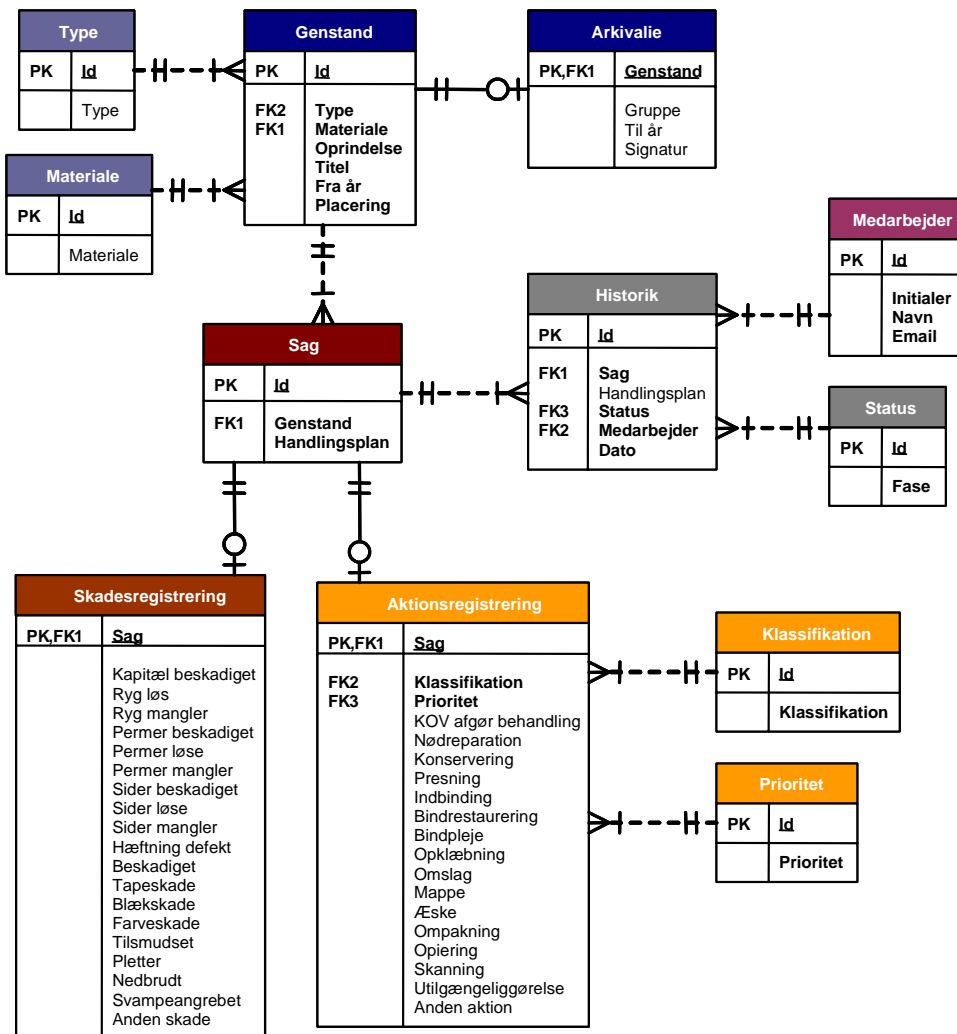 Type
PK Id
Type
Genstand
PK Id
FK2 Type
FK1 Materiale
Oprindelse
Titel
Fra år
Placering
Arkivalie
PK,FK1 Genstand
Gruppe
Til år
Signatur
Materiale
PK Id
Materiale
Medarbejder
PK Id
Initialer
Navn
Email
Historik
PK Id
FK1 Sag
Handlingsplan
FK3 Status
FK2 Medarbejder
Dato
Sag
PK Id
FK1 Genstand
Handlingsplan
Status
PK Id
Fase
Skadesregistrering
PK,FK1 Sag
Kapitæl beskadiget
Ryg løs
Ryg mangler
Permer beskadiget
Permer løse
Permer mangler
Sider beskadiget
Sider løse
Sider mangler
Hæftning defekt
Beskadiget
Tapeskade
Blækskade
Farveskade
Tilsmudset
Pletter
Nedbrudt
Svampeangrebet
Anden skade
Aktionsregistrering
PK,FK1 Sag
FK2 Klassifikation
FK3 Prioritet
KOV afgør behandling
Nødreparation
Konservering
Presning
Indbinding
Bindrestaurering
Bindpleje
Opklæbning
Omslag
Mappe
Æske
Ompakning
Opiering
Skanning
Utilgængeliggørelse
Anden aktion
Klassifikation
PK Id
Klassifikation
Prioritet
PK Id
Prioritet